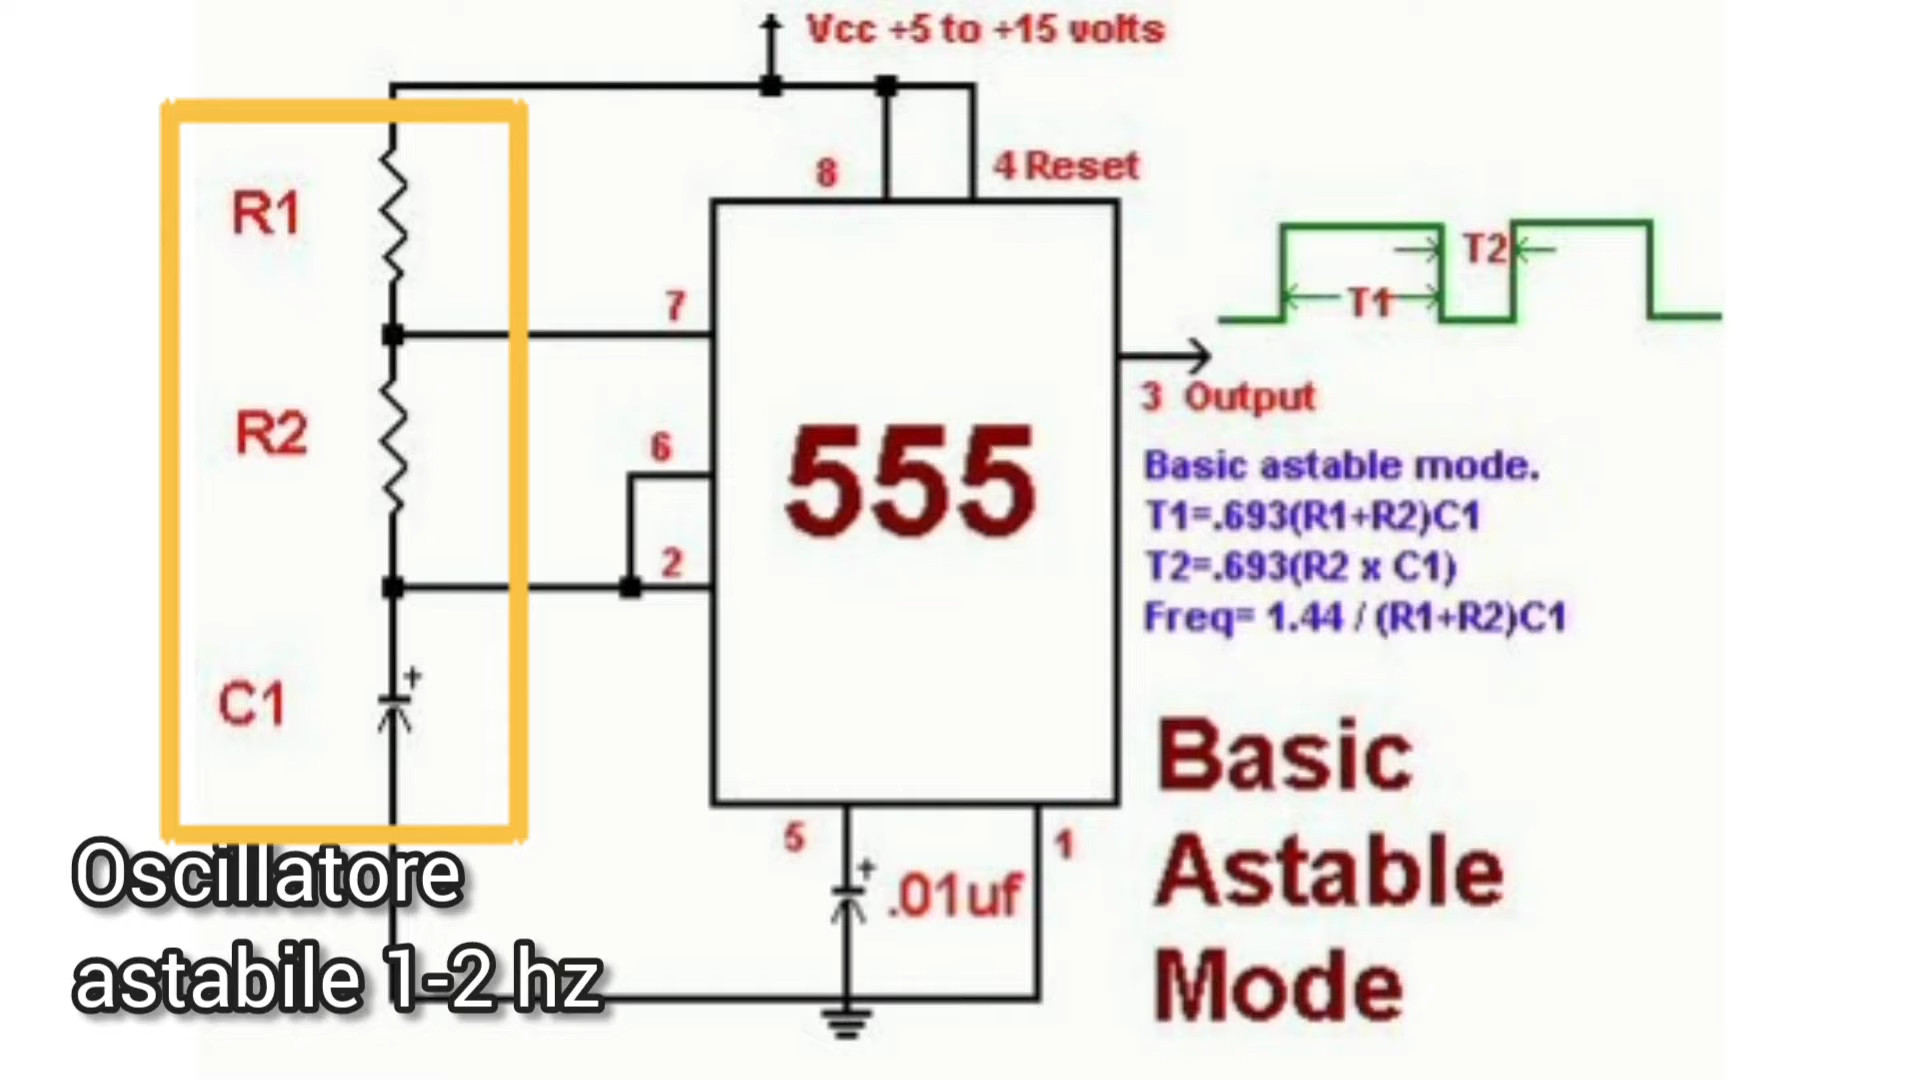 Vcc +5 to +15 volts
8
4 Reset
R1
7
T2
T1
3 Output
R2
6
555
Basic astable mode.
T1=.693(R1+R2)C1
2
T2=.693(R2 x C1)
Freq= 1.44 / (R1+R2)C1
C1
+
5
1
+
.01uf
Basic
Astable
Mode
Oscillatore
astabile 1-2 hz